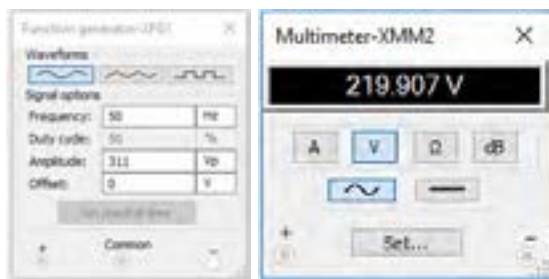 Function generator-XFG1
Waveforms
Signal options
Frequency: 50 Hz
Duty cycle: 50 %
Amplitude: 311 Vp
Offset: 0 V
Set rise/Fall time
+ Common -
Multimeter-XMM2 ×
219.907 V
A V Ω dB
+ Set... -